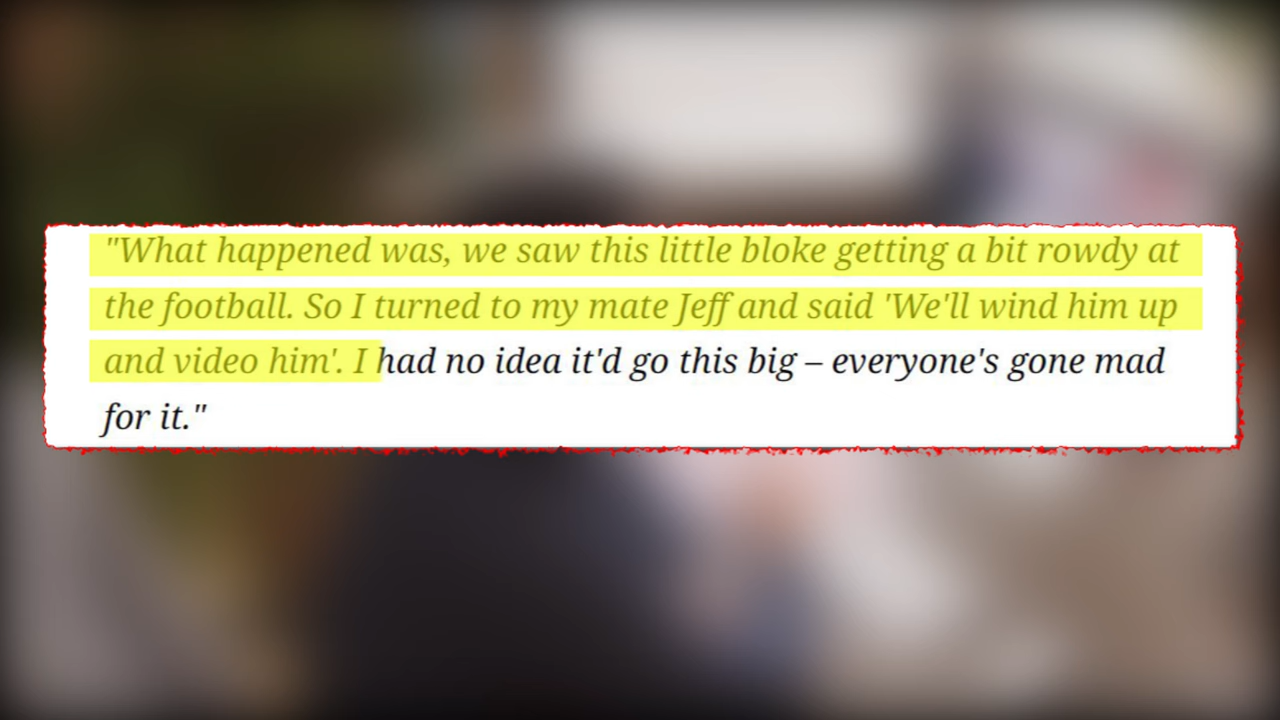 "What happened was, we saw this little bloke getting a bit rowdy at
the football. So I turned to my mate Jeff and said 'We'll wind him up
and video him'. I had no idea it'd go this big – everyone's gone mad
for it."